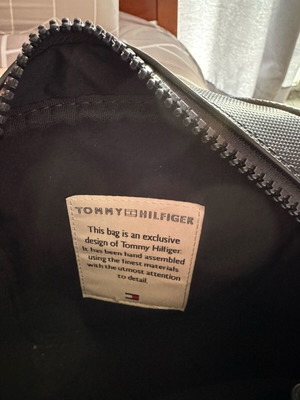 TOMMY HILFIGER
This bag is an exclusive
design of Tommy Hilfiger.
It has been hand assembled
using the finest materials
with the utmost attention
to detail